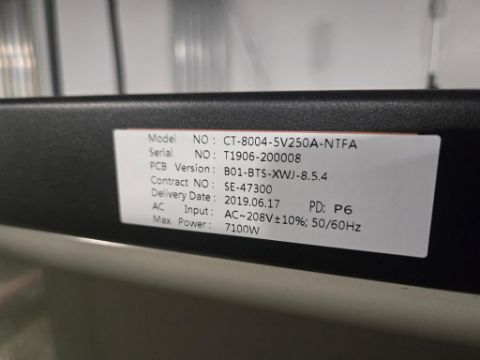 Model NO : CT-8004-5V250A-NTFA
Serial NO : T1906-200008
PCB Version : B01-BTS-XWJ-8.5.4
Contract NO : SE-47300
Delivery Date : 2019.06.17 PD: P6
AC Input : AC~208V±10%; 50/60Hz
Max. Power : 7100W